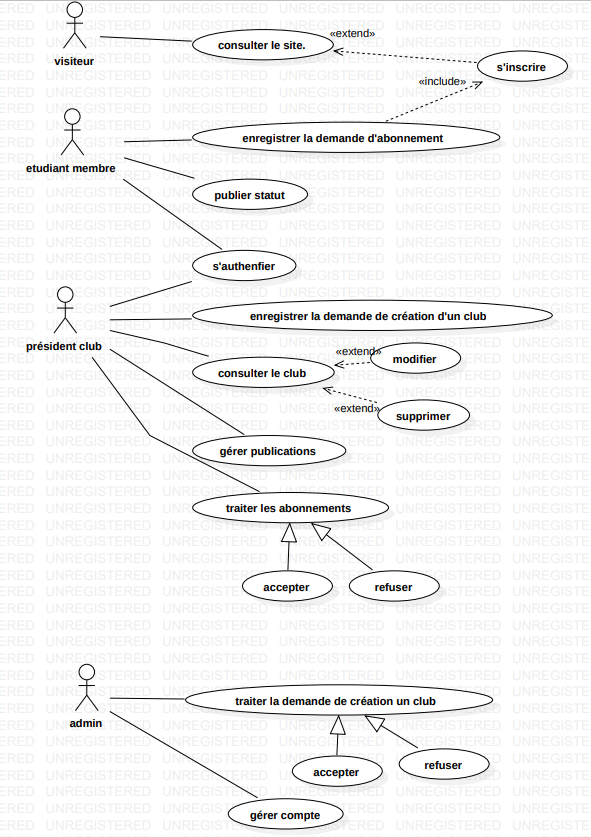 «extend»
consulter le site.
visiteur
s'inscrire
«include»
enregistrer la demande d'abonnement
etudiant membre
publier statut
s'authenfier
enregistrer la demande de création d'un club
président club
«extend»
modifier
consulter le club
«extend»
supprimer
gérer publications
traiter les abonnements
accepter
refuser
admin
traiter la demande de création un club
accepter
refuser
gérer compte
UNREGISTERED